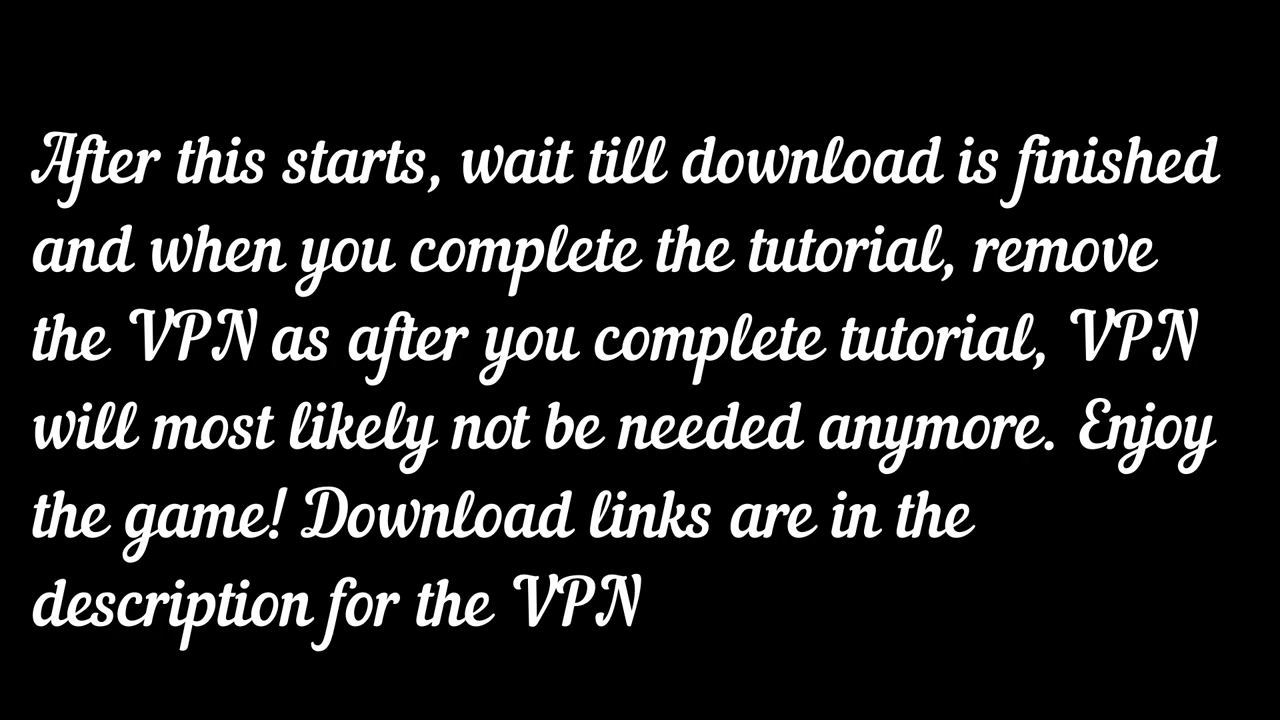 After this starts, wait till download is finished
and when you complete the tutorial, remove
the VPN as after you complete tutorial, VPN
will most likely not be needed anymore. Enjoy
the game! Download links are in the
description for the VPN